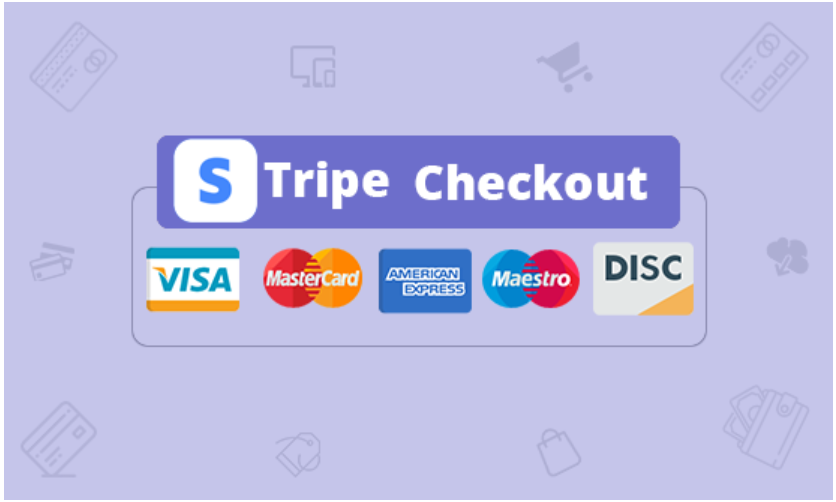 S Tripe Checkout
VISA
MasterCard
AMERICAN
EXPRESS
Maestro
DISC